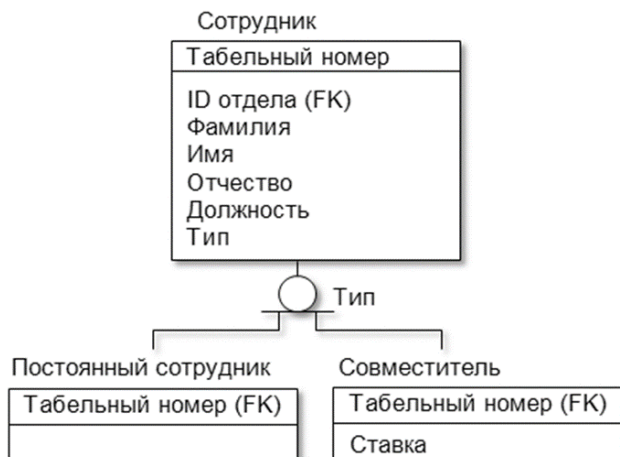 Сотрудник
Табельный номер
ID отдела (FK)
Фамилия
Имя
Отчество
Должность
Тип
Тип
Постоянный сотрудник
Табельный номер (FK)
Совместитель
Табельный номер (FK)
Ставка